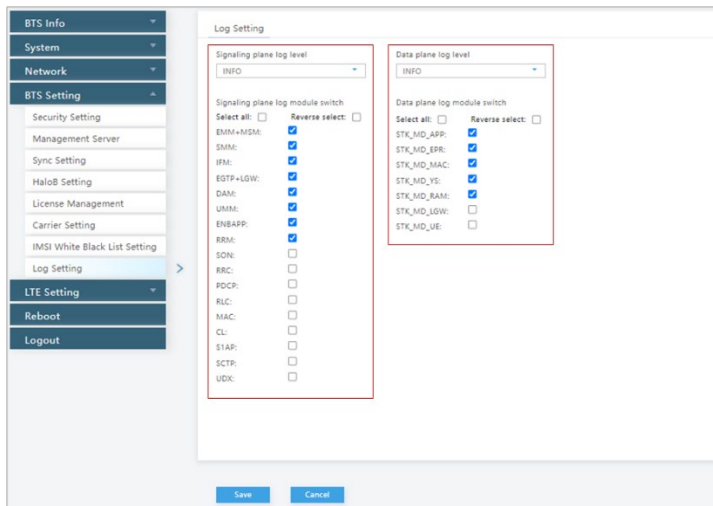 BTS Info
System
Network
BTS Setting
Security Setting
Management Server
Sync Setting
HaloB Setting
License Management
Carrier Setting
IMSI White Black List Setting
Log Setting
LTE Setting
Reboot
Logout
Log Setting
Signaling plane log level
INFO
Signaling plane log module switch
Select all: Reverse select:
EMM+MSM:
SMM:
IFM:
EGTP+LGW:
DAM:
UMM:
ENBAPP:
RRM:
SON:
RRC:
PDCP:
RLC:
MAC:
CL:
S1AP:
SCTP:
UDX:
Data plane log level
INFO
Data plane log module switch
Select all: Reverse select:
STK_MD_APP:
STK_MD_EPR:
STK_MD_MAC:
STK_MD_YS:
STK_MD_RAM:
STK_MD_LGW:
STK_MD_UE:
Save Cancel